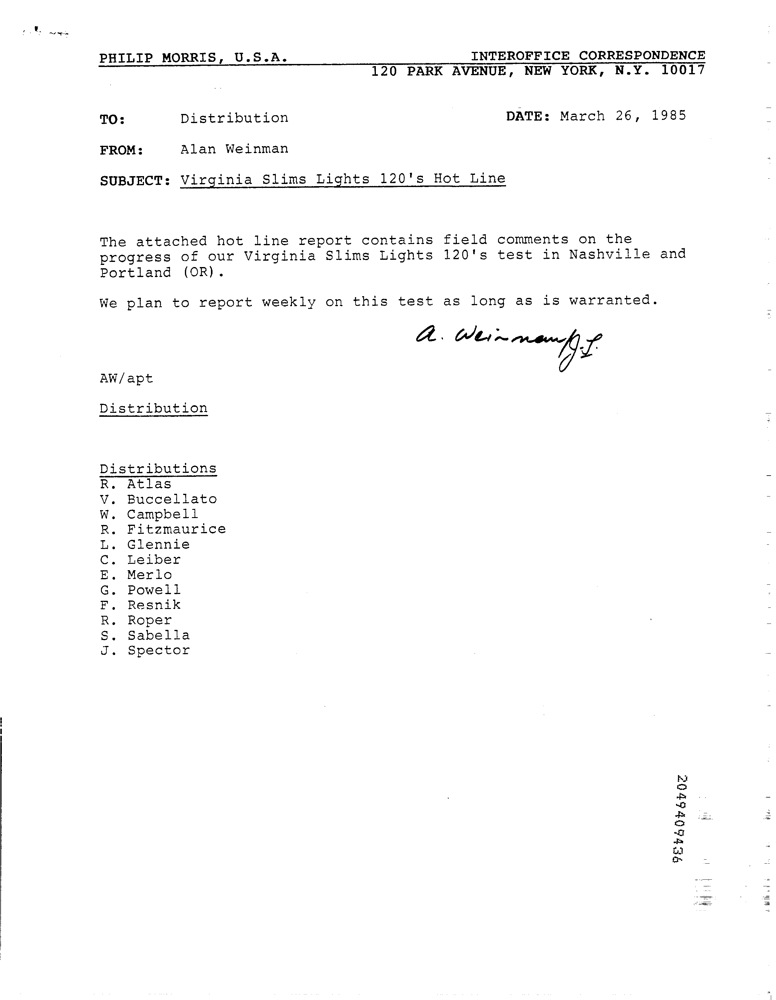 PHILIP MORRIS, U.S.A. INTEROFFICE CORRESPONDENCE
120 PARK AVENUE, NEW YORK, N.Y. 10017
TO: Distribution DATE: March 26, 1985
FROM: Alan Weinman
SUBJECT: Virginia Slims Lights 120's Hot Line
The attached hot line report contains field comments on the
progress of our Virginia Slims Lights 120's test in Nashville and
Portland (OR).
We plan to report weekly on this test as long as is warranted.
A. Weinman
AW/apt
Distribution
Distributions
R. Atlas
V. Buccellato
W. Campbell
R. Fitzmaurice
L. Glennie
C. Leiber
E. Merlo
G. Powell
F. Resnik
R. Roper
S. Sabella
J. Spector
2049409436